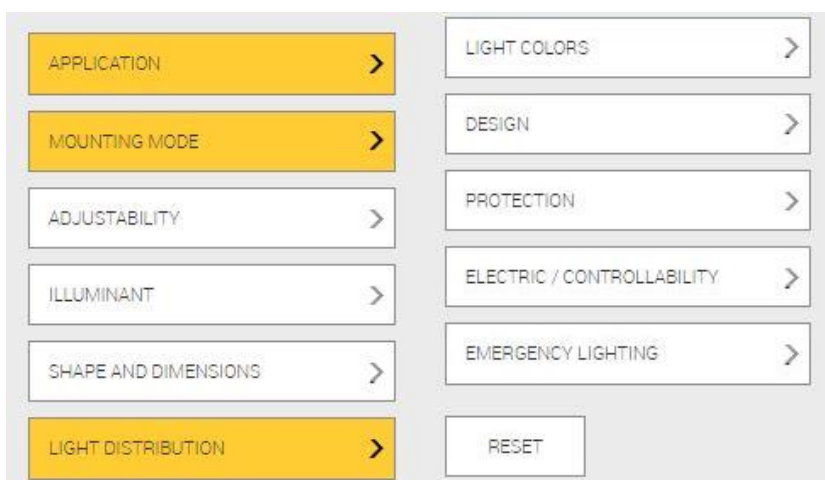 APPLICATION
MOUNTING MODE
ADJUSTABILITY
ILLUMINANT
SHAPE AND DIMENSIONS
LIGHT DISTRIBUTION
LIGHT COLORS
DESIGN
PROTECTION
ELECTRIC / CONTROLLABILITY
EMERGENCY LIGHTING
RESET